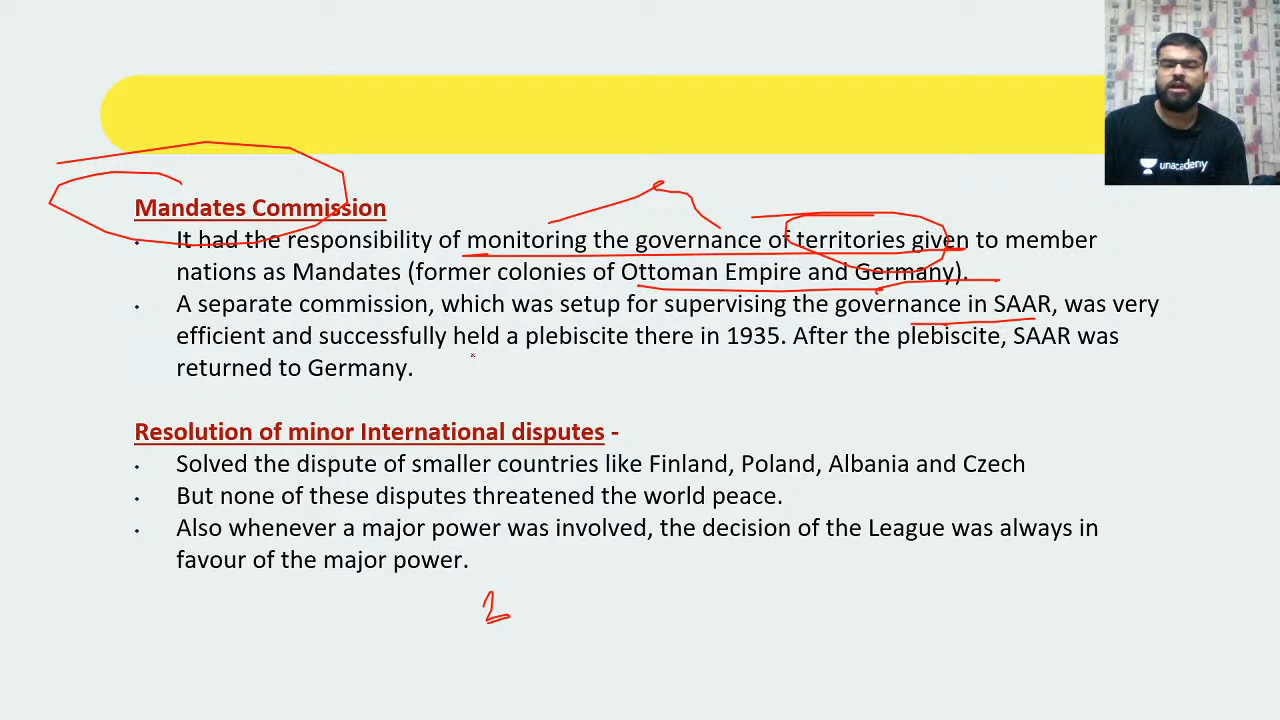 unacademy
Mandates Commission
· It had the responsibility of monitoring the governance of territories given to member
nations as Mandates (former colonies of Ottoman Empire and Germany).
· A separate commission, which was setup for supervising the governance in SAAR, was very
efficient and successfully held a plebiscite there in 1935. After the plebiscite, SAAR was
returned to Germany.
Resolution of minor International disputes -
· Solved the dispute of smaller countries like Finland, Poland, Albania and Czech
· But none of these disputes threatened the world peace.
· Also whenever a major power was involved, the decision of the League was always in
favour of the major power.
2